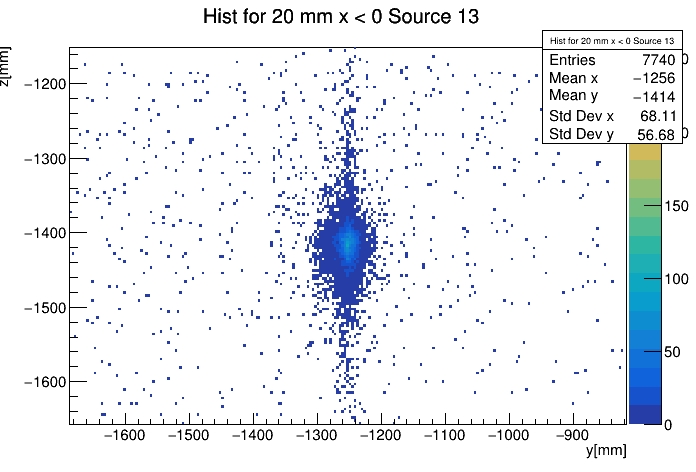 Hist for 20 mm x < 0 Source 13
Hist for 20 mm x < 0 Source 13
Entries 7740
Mean x −1256
Mean y −1414
Std Dev x 68.11
Std Dev y 56.68
z[mm]
−1200
−1300
−1400
−1500
−1600
150
100
50
0
−1600 −1500 −1400 −1300 −1200 −1100 −1000 −900
y[mm]